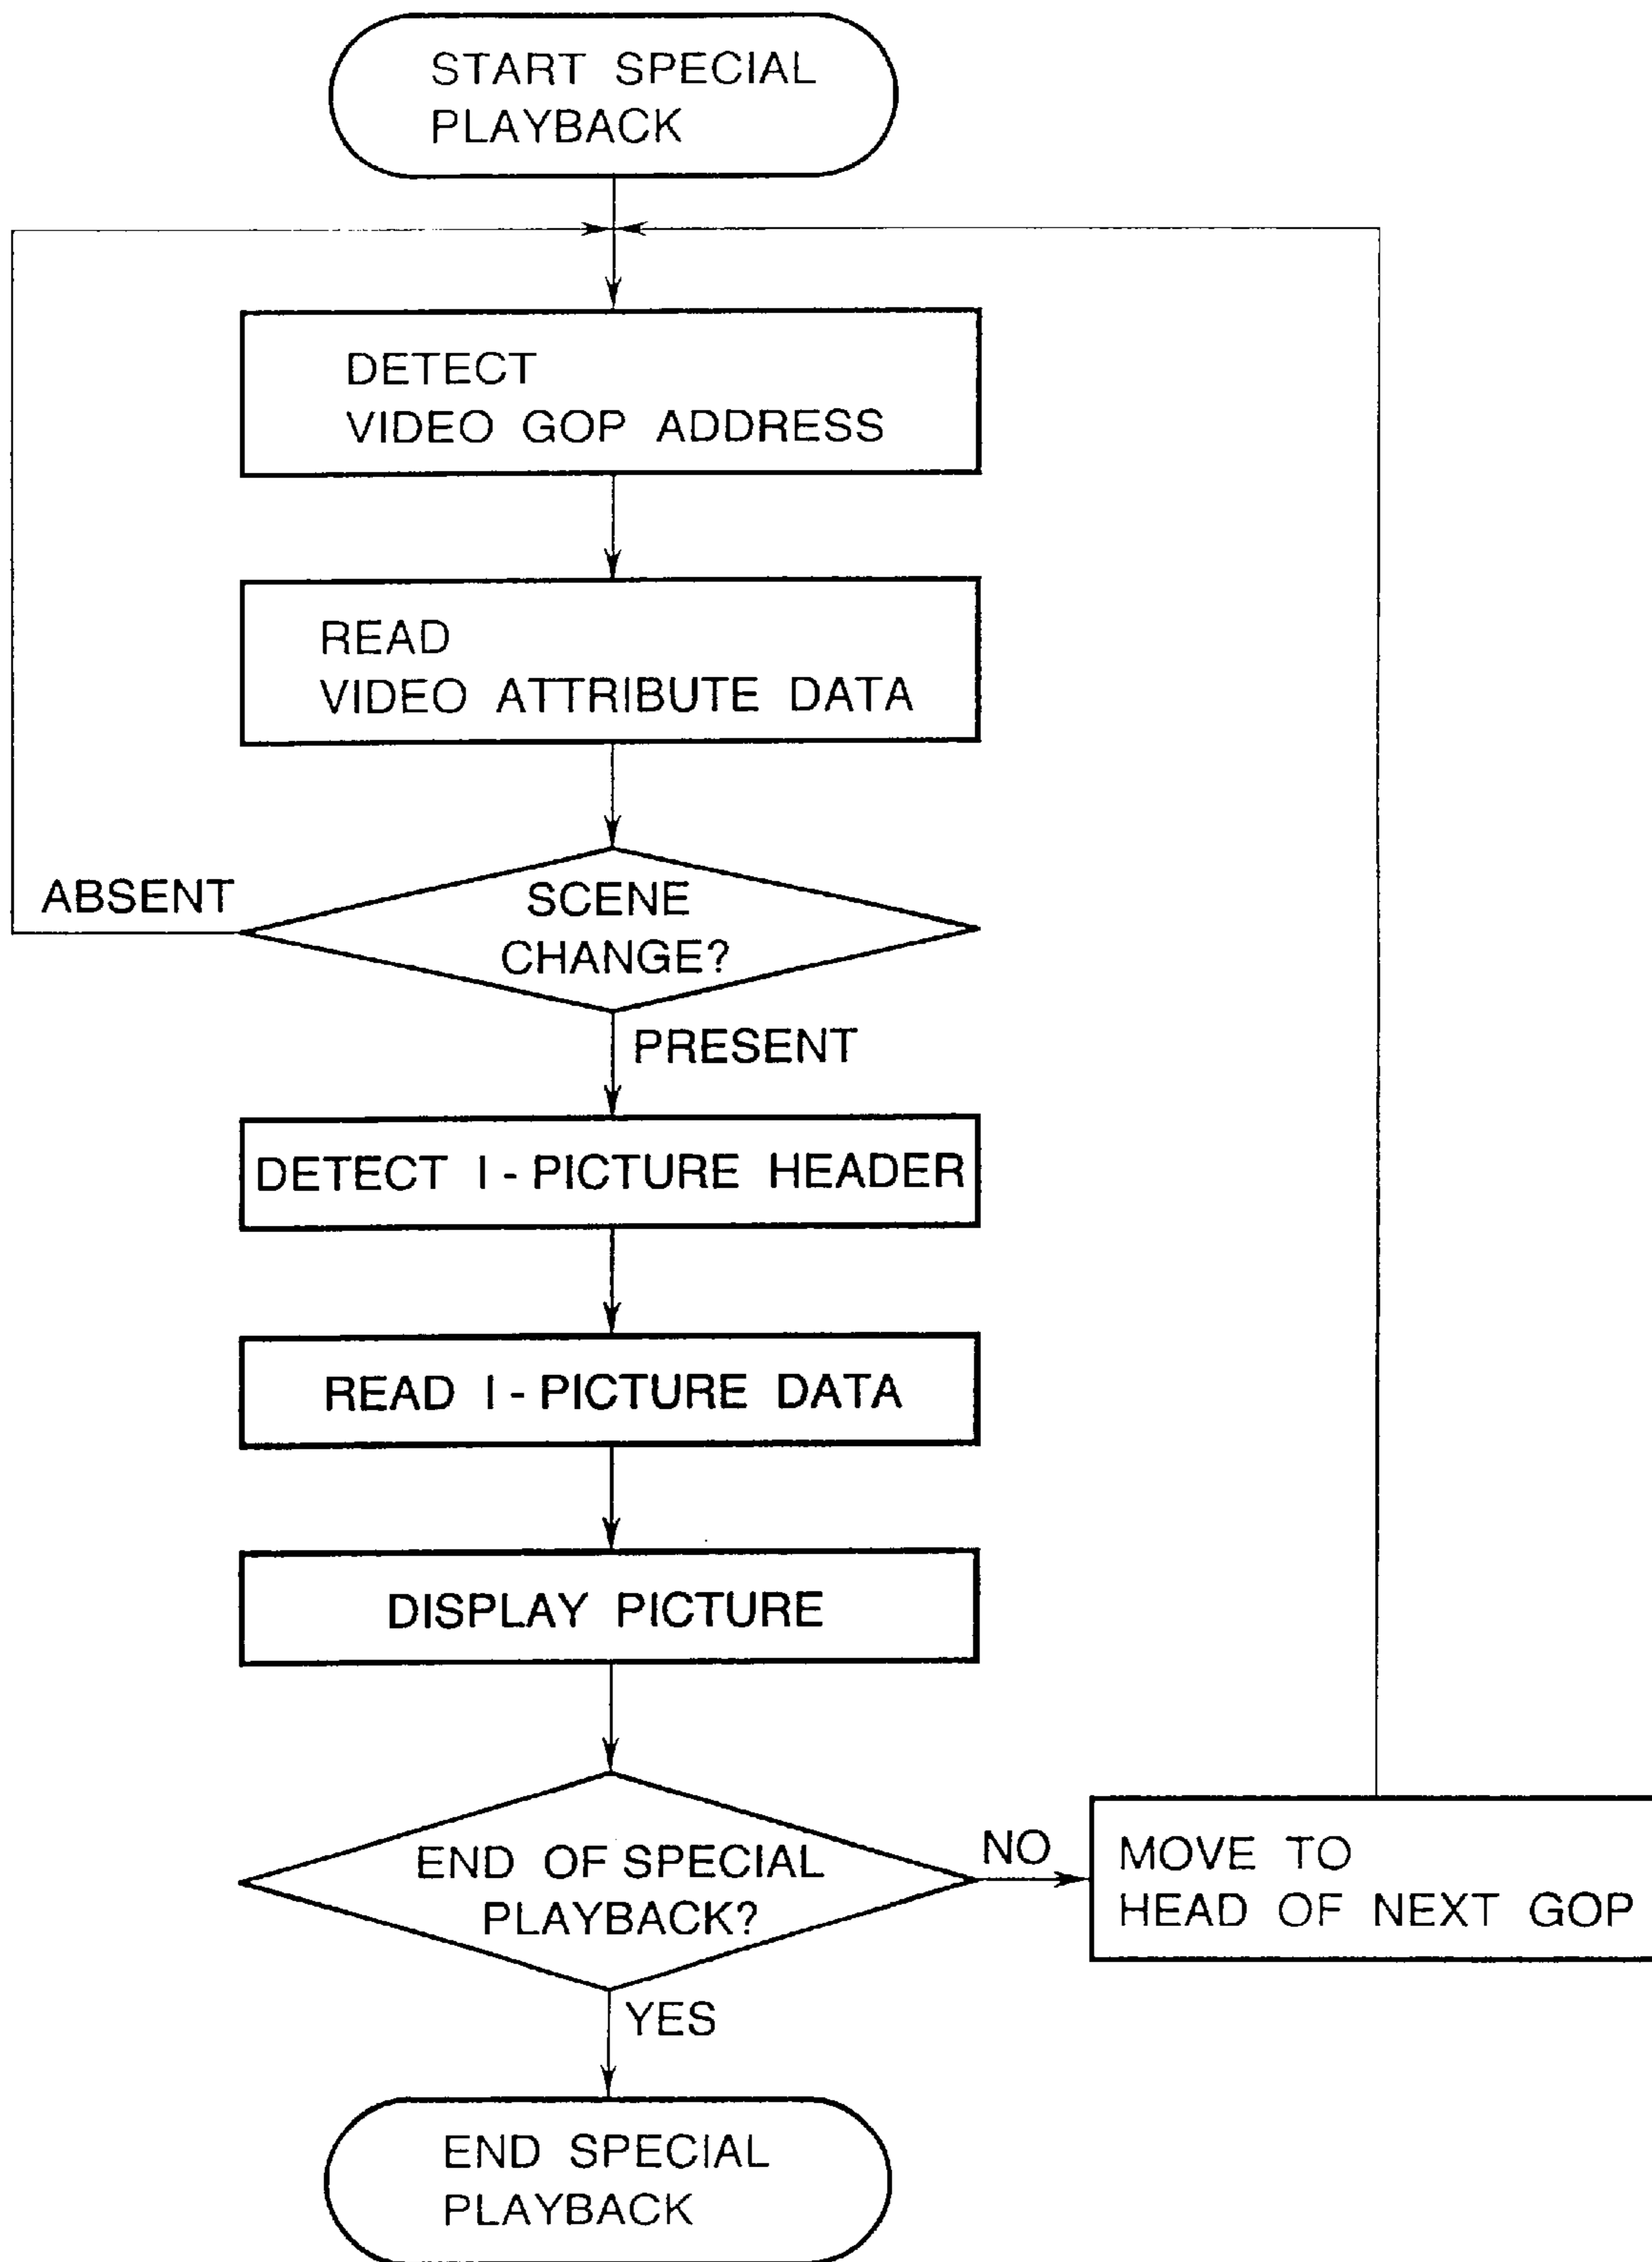 START SPECIAL
PLAYBACK
DETECT
VIDEO GOP ADDRESS
READ
VIDEO ATTRIBUTE DATA
ABSENT
SCENE
CHANGE?
PRESENT
DETECT I - PICTURE HEADER
READ I - PICTURE DATA
DISPLAY PICTURE
END OF SPECIAL
PLAYBACK?
NO
MOVE TO
HEAD OF NEXT GOP
YES
END SPECIAL
PLAYBACK